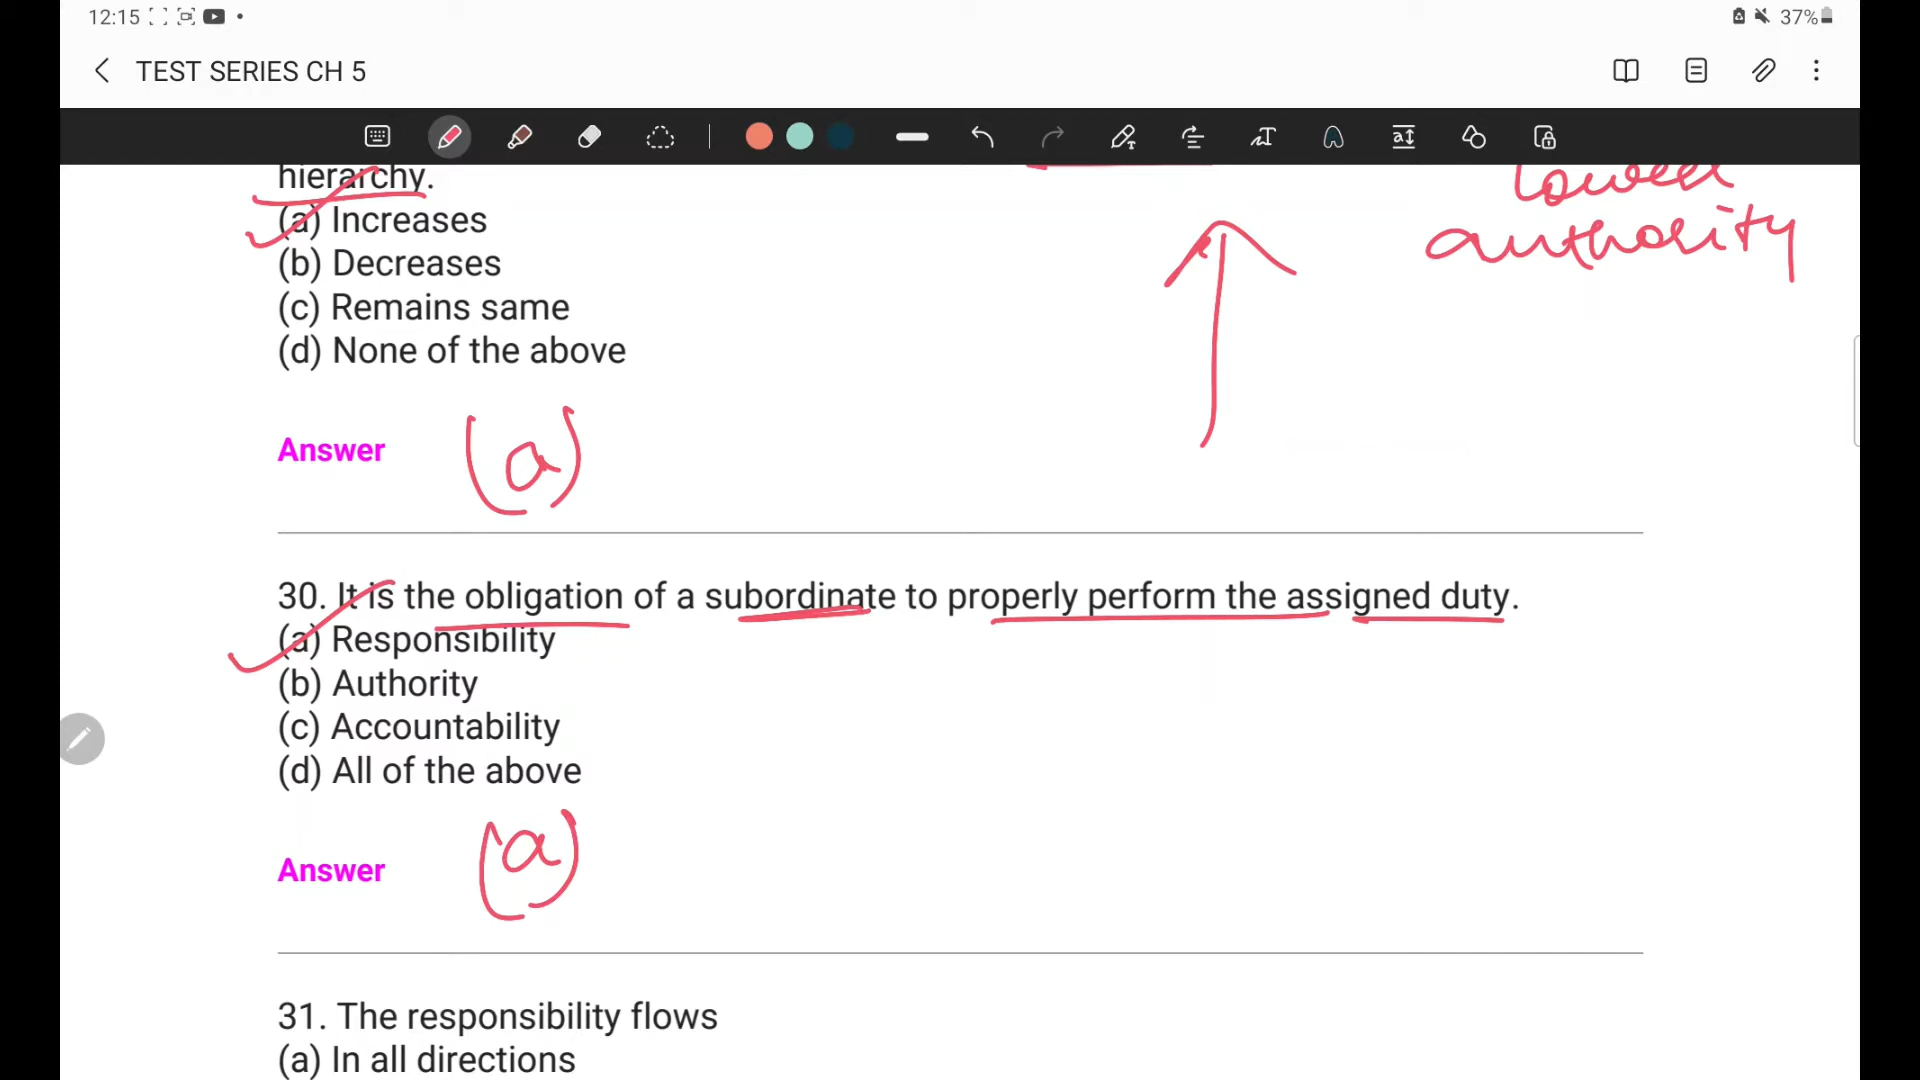 12:15
37%
TEST SERIES CH 5
hierarchy.
(a) Increases
(b) Decreases
(c) Remains same
(d) None of the above
authority
Answer (a)
30. It is the obligation of a subordinate to properly perform the assigned duty.
(a) Responsibility
(b) Authority
(c) Accountability
(d) All of the above
Answer (a)
31. The responsibility flows
(a) In all directions